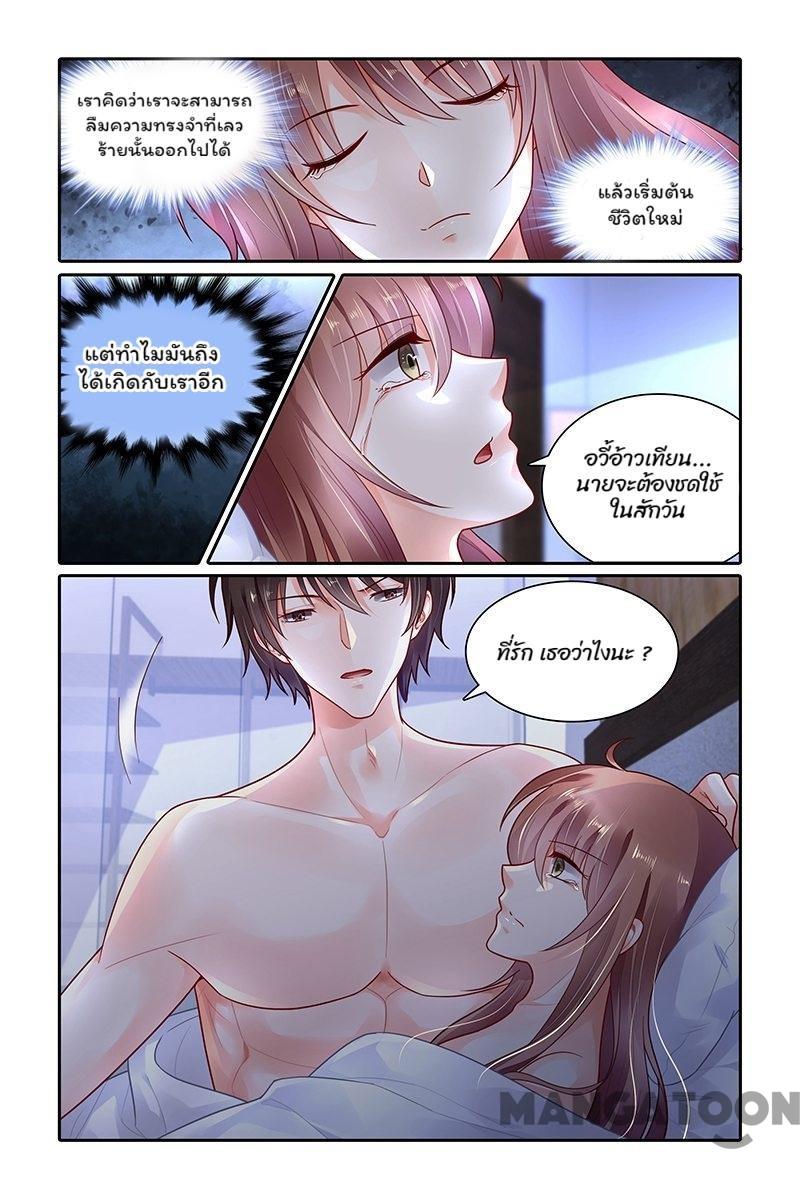 เราคิดว่าเราจะสามารถ
ลืมความทรงจำที่เลว
ร้ายนั้นออกไปได้
แล้วเริ่มต้น
ชีวิตใหม่
แต่ทำไมมันถึง
ได้เกิดกับเราอีก
อวี้อ้าวเทียน...
นายจะต้องชดใช้
ในสักวัน
ที่รัก เธอว่าไงนะ ?
MANGATOON